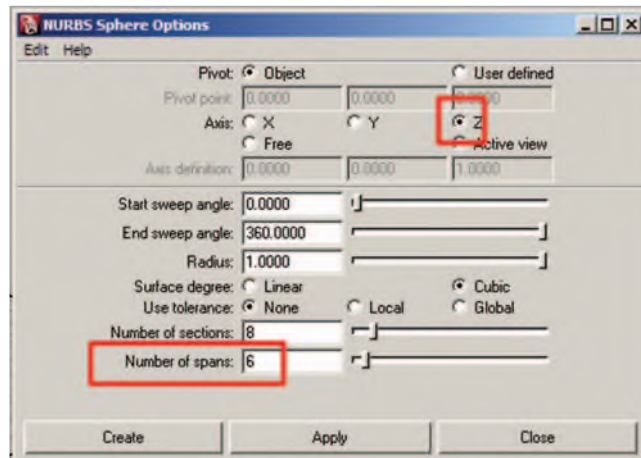 NURBS Sphere Options
Edit Help
Pivot: Object User defined
Pivot point: 0.0000 0.0000 0.0000
Axis: X Y Z
Free Active view
Axis definition: 0.0000 0.0000 1.0000
Start sweep angle: 0.0000
End sweep angle: 360.0000
Radius: 1.0000
Surface degree: Linear Cubic
Use tolerance: None Local Global
Number of sections: 8
Number of spans: 6
Create Apply Close